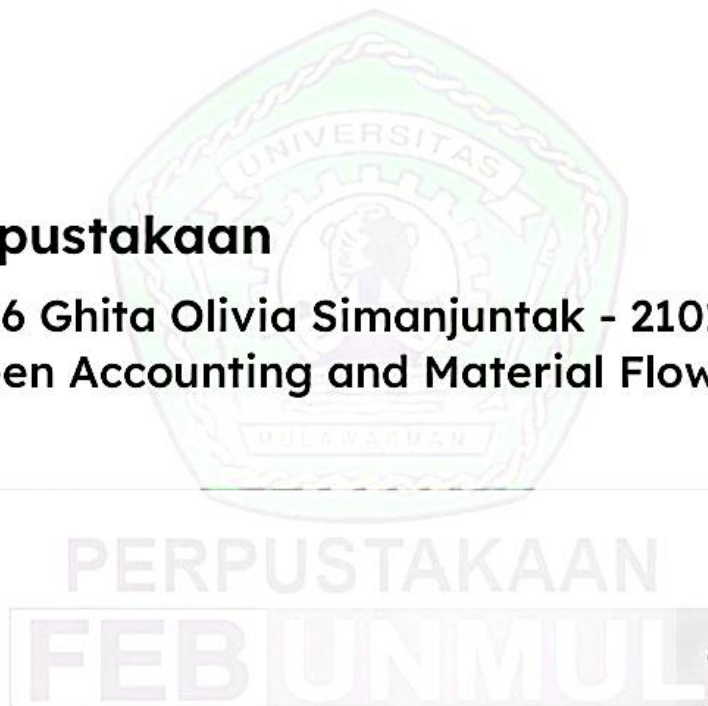 UNIVERSITAS
pustakaan
6 Ghita Olivia Simanjuntak - 210
en Accounting and Material Flow
MULAWARMAN
PERPUSTAKAAN
FEB UNMUL